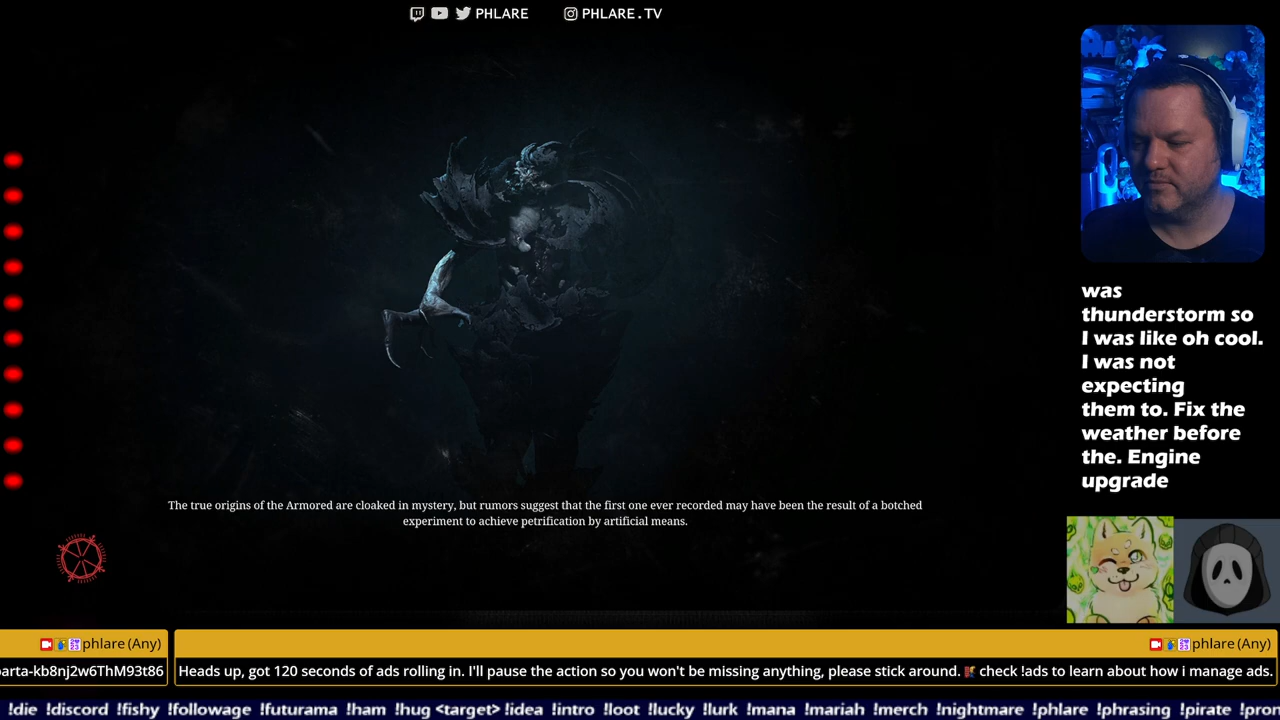 PHLARE PHLARE.TV
was
thunderstorm so
I was like oh cool.
I was not
expecting
them to. Fix the
weather before
the. Engine
upgrade
The true origins of the Armored are cloaked in mystery, but rumors suggest that the first one ever recorded may have been the result of a botched
experiment to achieve petrification by artificial means.
phlare (Any) phlare (Any)
arta-kb8nj2w6ThM93t86 Heads up, got 120 seconds of ads rolling in. I'll pause the action so you won't be missing anything, please stick around. check !ads to learn about how i manage ads.
!die !discord !fishy !followage !futurama !ham !hug <target> !idea !intro !loot !lucky !lurk !mana !mariah !merch !nightmare !phlare !phrasing !pirate !pron